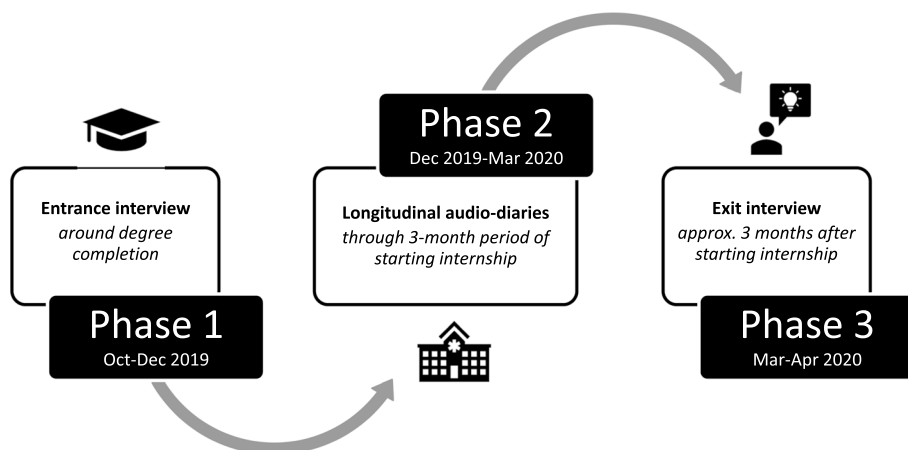 Entrance interview
around degree
completion
Phase 1
Oct-Dec 2019
Phase 2
Dec 2019-Mar 2020
Longitudinal audio-diaries
through 3-month period of
starting internship
Exit interview
approx. 3 months after
starting internship
Phase 3
Mar-Apr 2020